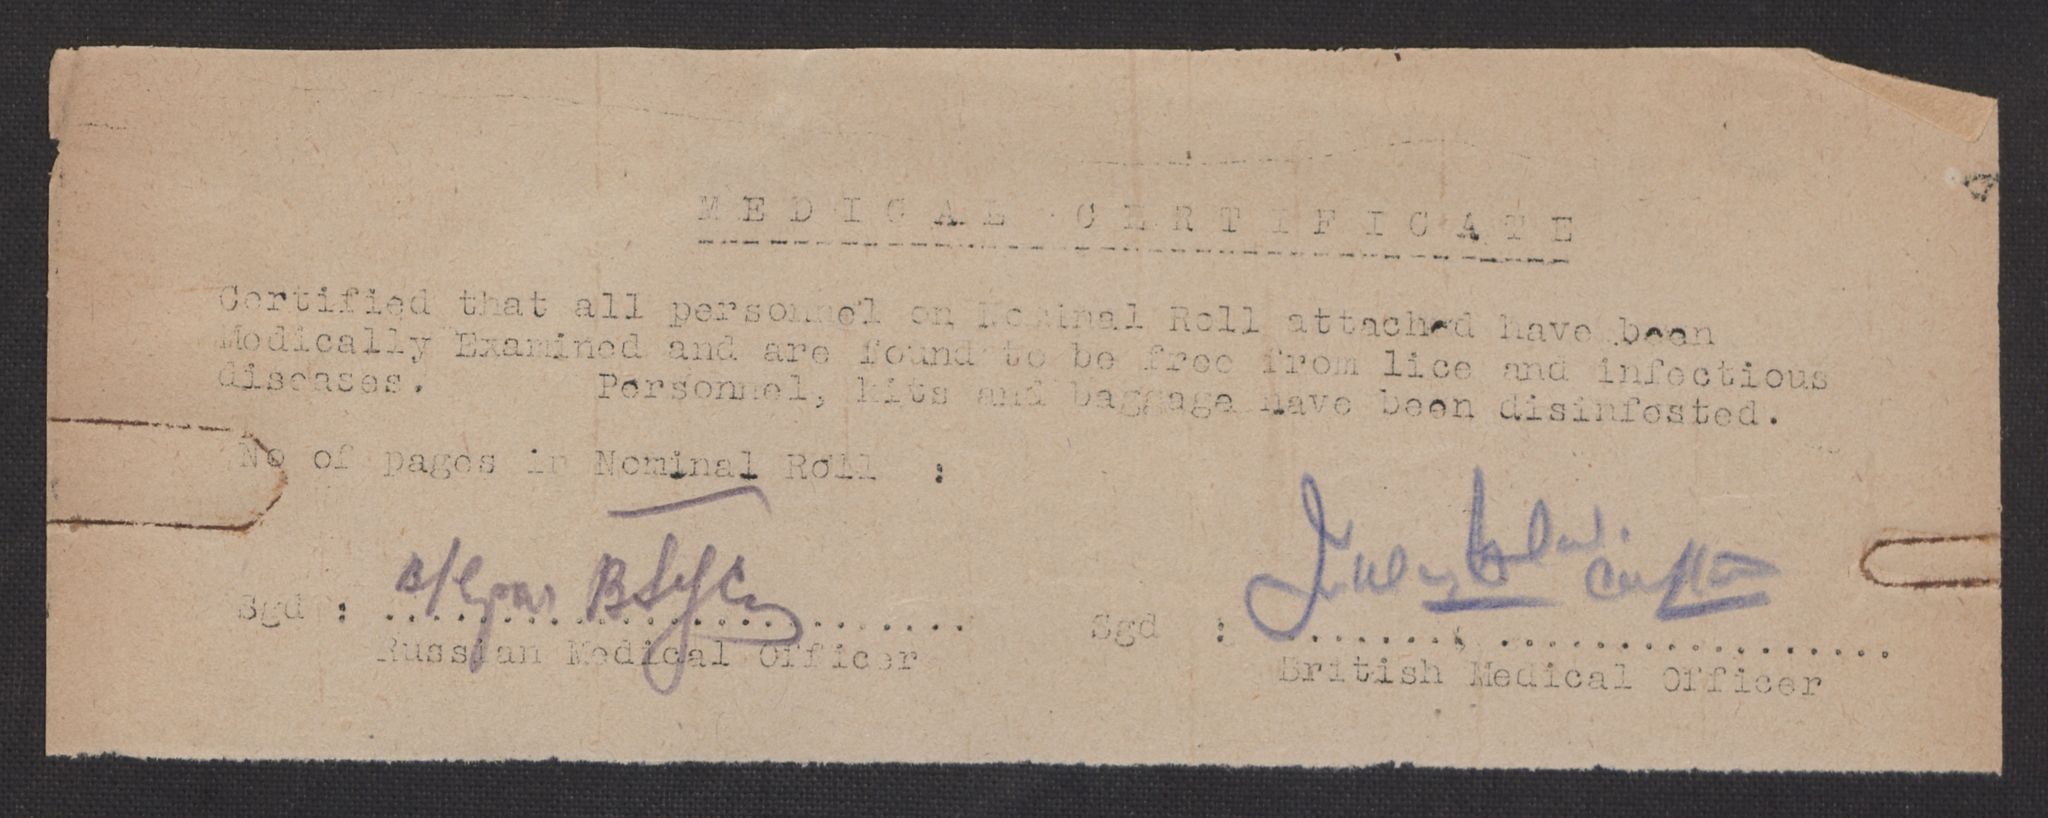 MEDICAL CERTIFICATE
Certified that all personnel on Nominal Roll attached have been
Medically Examined and are found to be free from lice and infectious
diseases. Personnel, kits and baggage have been disinfested.
No of pages in Nominal Roll :
Sgd : .........................
Russian Medical Officer
Sgd : .........................
British Medical Officer